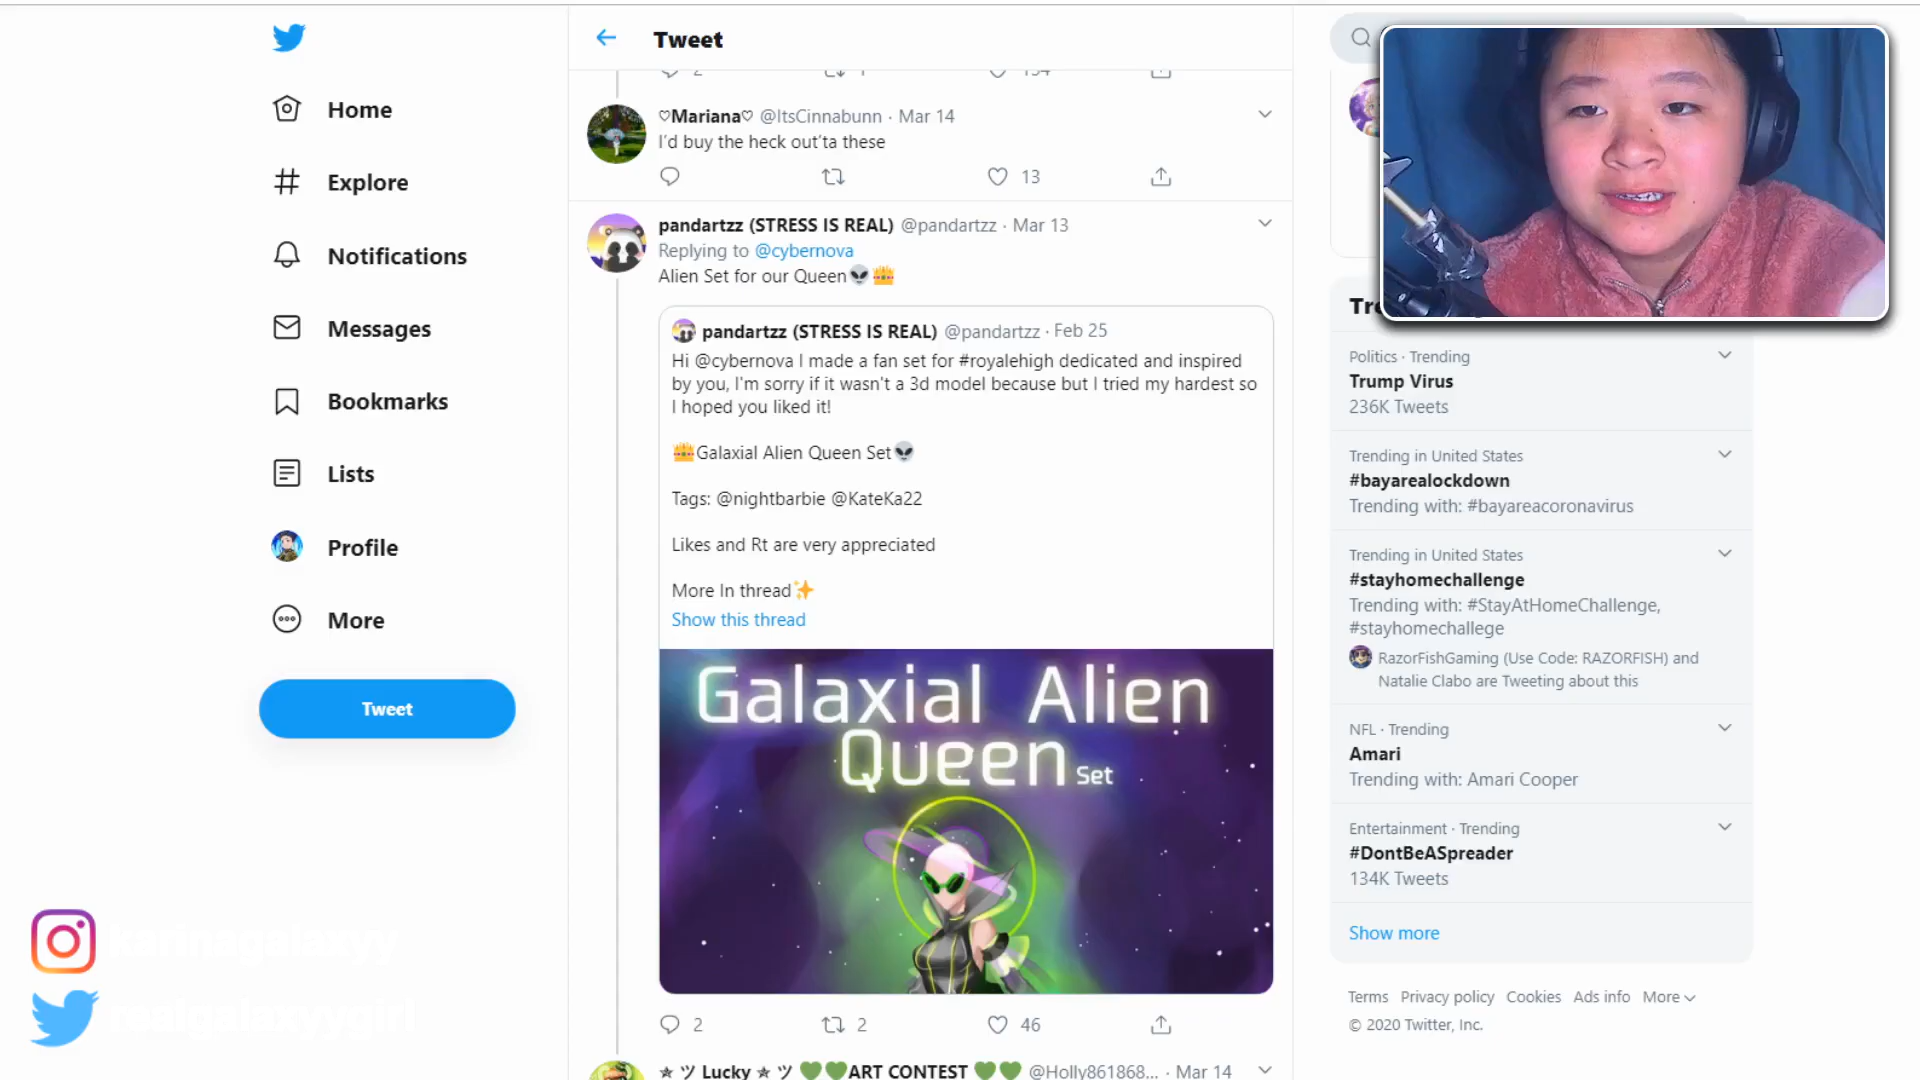 Home
Explore
Notifications
Messages
Bookmarks
Lists
Profile
More
Tweet
karinagalaxyy
realgalaxyygirl
Tweet
2 1 134
♡Mariana♡ @ItsCinnabunn · Mar 14
I'd buy the heck out'ta these
13
pandartzz (STRESS IS REAL) @pandartzz · Mar 13
Replying to @cybernova
Alien Set for our Queen👽👑
pandartzz (STRESS IS REAL) @pandartzz · Feb 25
Hi @cybernova I made a fan set for #royalehigh dedicated and inspired
by you, I'm sorry if it wasn't a 3d model because but I tried my hardest so
I hoped you liked it!
👑Galaxial Alien Queen Set👽
Tags: @nightbarbie @KateKa22
Likes and Rt are very appreciated
More In thread✨
Show this thread
Galaxial Alien
Queen Set
2 2 46
✮ ツ Lucky ✮ ツ 💚💚ART CONTEST 💚💚 @Holly861868... · Mar 14
Politics · Trending
Trump Virus
236K Tweets
Trending in United States
#bayarealockdown
Trending with: #bayareacoronavirus
Trending in United States
#stayhomechallenge
Trending with: #StayAtHomeChallenge,
#stayhomechallege
RazorFishGaming (Use Code: RAZORFISH) and
Natalie Clabo are Tweeting about this
NFL · Trending
Amari
Trending with: Amari Cooper
Entertainment · Trending
#DontBeASpreader
134K Tweets
Show more
Terms Privacy policy Cookies Ads info More
© 2020 Twitter, Inc.